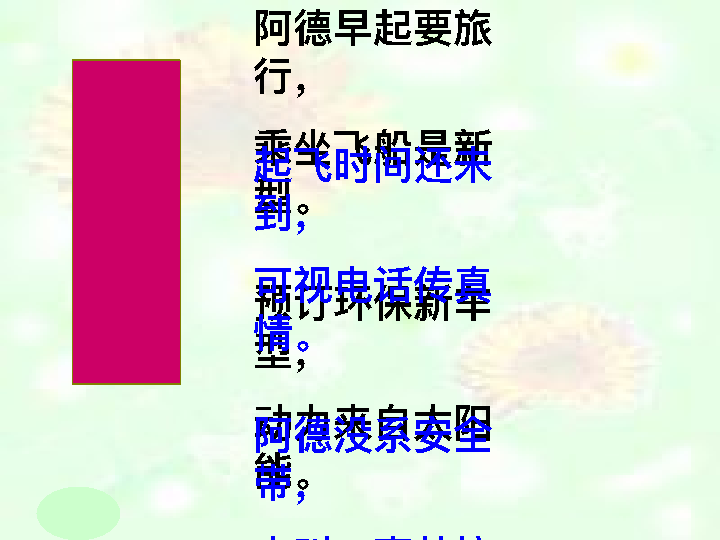 阿德早起要旅
行，
乘坐飞船是新
型。
起飞时间还未
到，
预订环保新车
型，
可视电话传真
情。
动力来自太阳
能。
阿德没系安全
带，